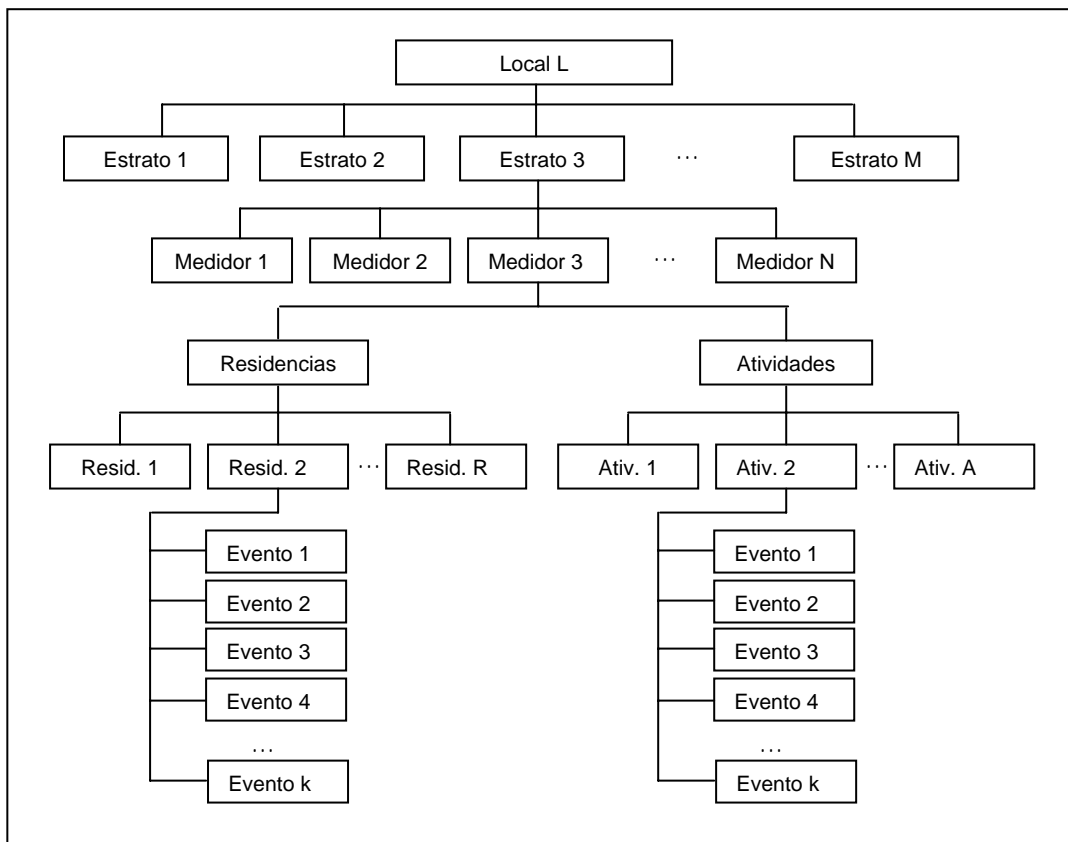 Local L
Estrato 1 Estrato 2 Estrato 3 ... Estrato M
Medidor 1 Medidor 2 Medidor 3 ... Medidor N
Residencias Atividades
Resid. 1 Resid. 2 ... Resid. R Ativ. 1 Ativ. 2 ... Ativ. A
Evento 1 Evento 1
Evento 2 Evento 2
Evento 3 Evento 3
Evento 4 Evento 4
... ...
Evento k Evento k